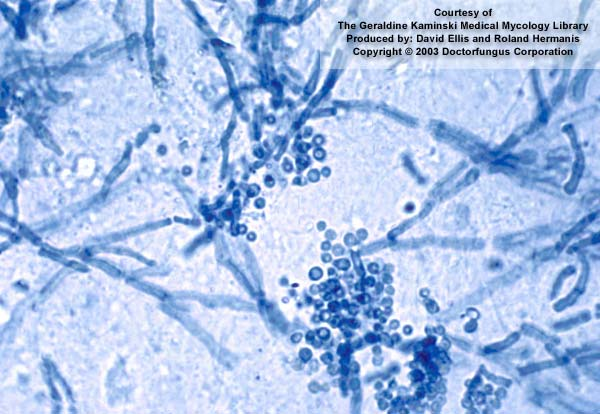 Courtesy of
The Geraldine Kaminski Medical Mycology Library
Produced by: David Ellis and Roland Hermanis
Copyright © 2003 Doctorfungus Corporation